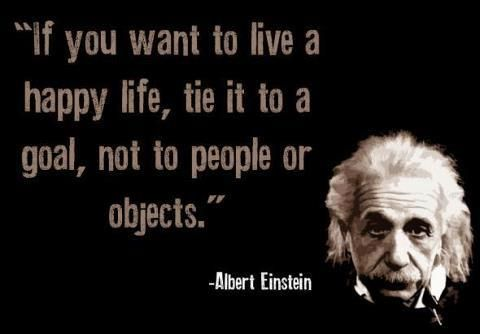 “If you want to live a
happy life, tie it to a
goal, not to people or
objects.”
-Albert Einstein